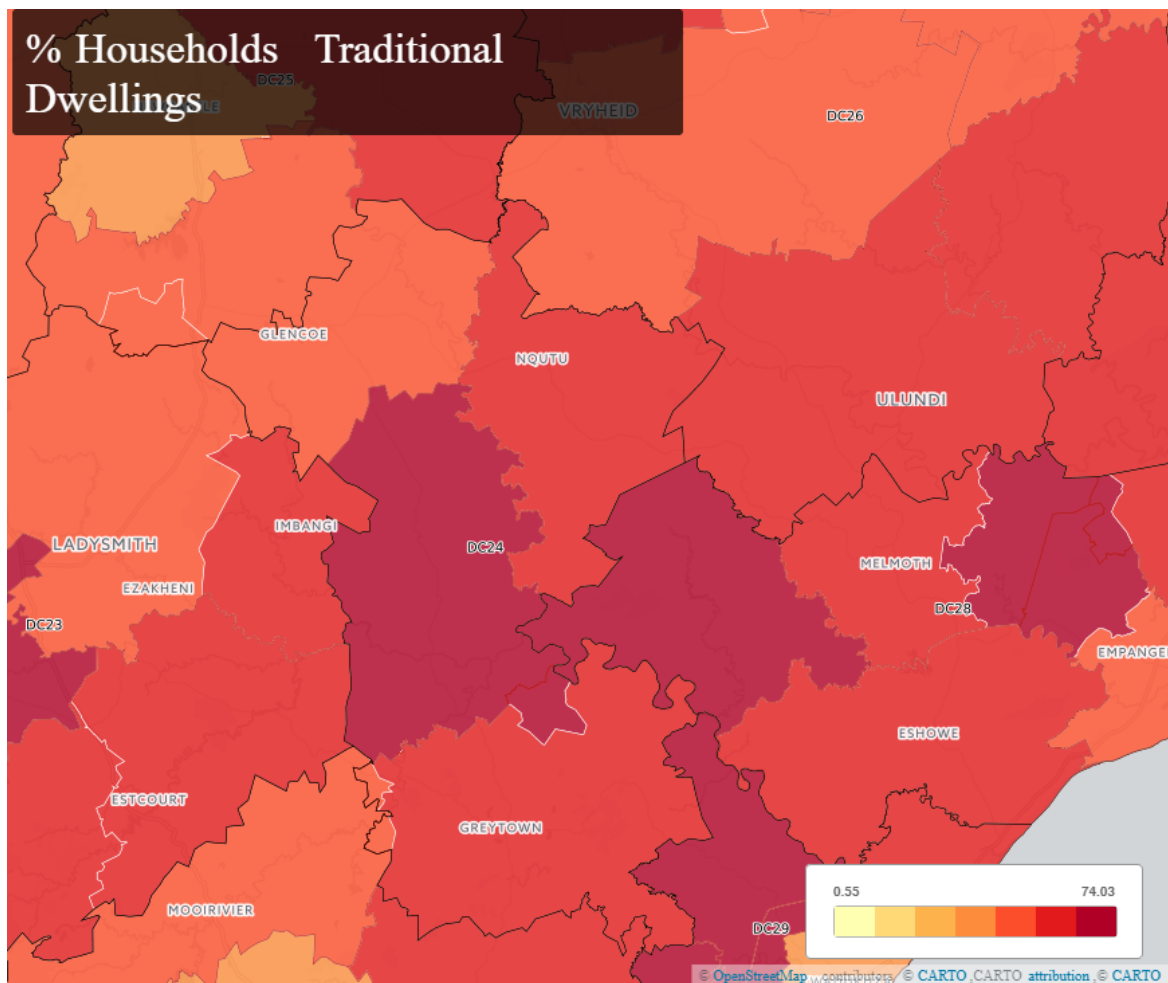 % Households Traditional
Dwellings
DC25
VRYHEID
DC26
GLENCOE
NQUTU
ULUNDI
IMBANGI
LADYSMITH
DC24
MELMOTH
EZAKHENI
DC28
DC23
EMPANGE
ESHOWE
ESTCOURT
GREYTOWN
MOOIRIVIER
0.55 74.03
DC29
© OpenStreetMap contributors © CARTO ,CARTO attribution ,© CARTO